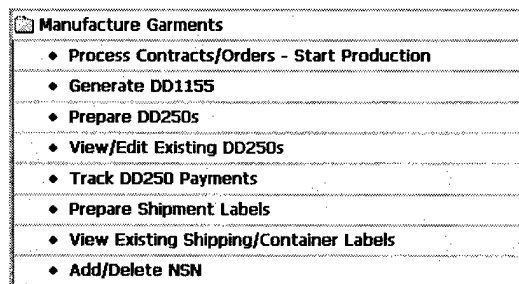 Manufacture Garments
• Process Contracts/Orders - Start Production
• Generate DD1155
• Prepare DD250s
• View/Edit Existing DD250s
• Track DD250 Payments
• Prepare Shipment Labels
• View Existing Shipping/Container Labels
• Add/Delete NSN